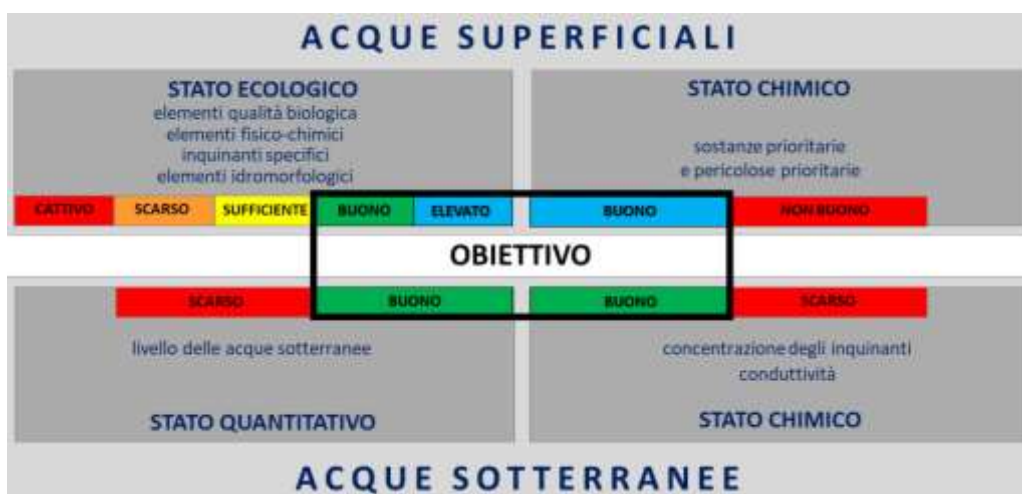 ACQUE SUPERFICIALI
STATO ECOLOGICO
elementi qualità biologica
elementi fisico-chimici
inquinanti specifici
elementi idromorfologici
STATO CHIMICO
sostanze prioritarie
e pericolose prioritarie
CATTIVO SCARSO SUFFICIENTE BUONO ELEVATO BUONO NON BUONO
OBIETTIVO
SCARSO BUONO BUONO SCARSO
livello delle acque sotterranee
STATO QUANTITATIVO
concentrazione degli inquinanti
conduttività
STATO CHIMICO
ACQUE SOTTERRANEE